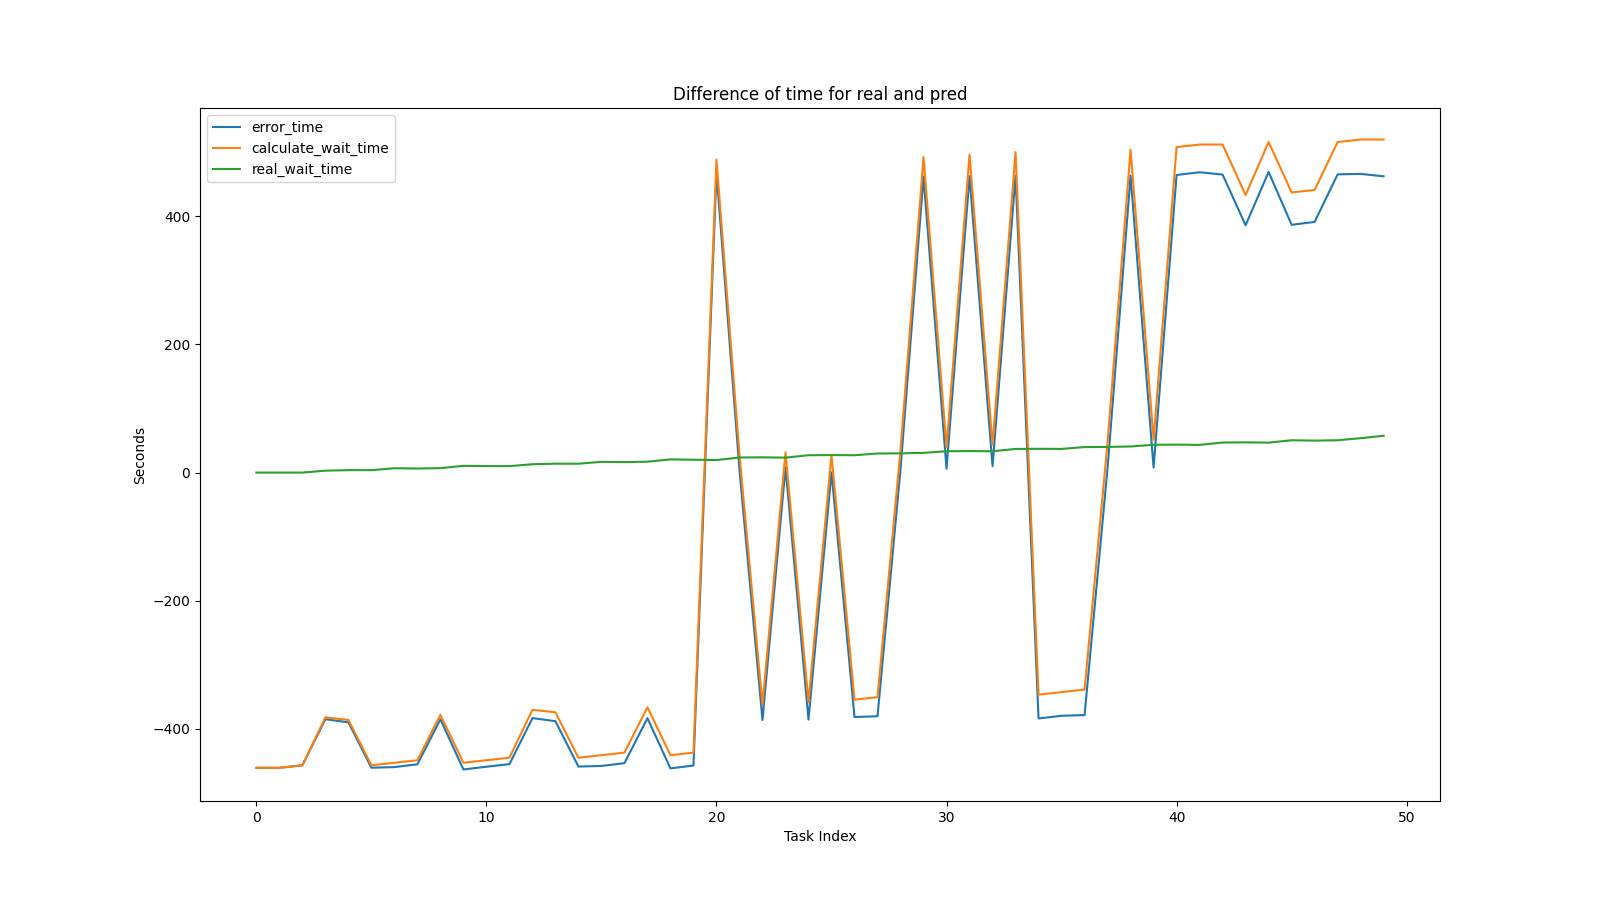 Difference of time for real and pred
error_time
calculate_wait_time
real_wait_time
400
200
0
−200
−400
Seconds
0 10 20 30 40 50
Task Index